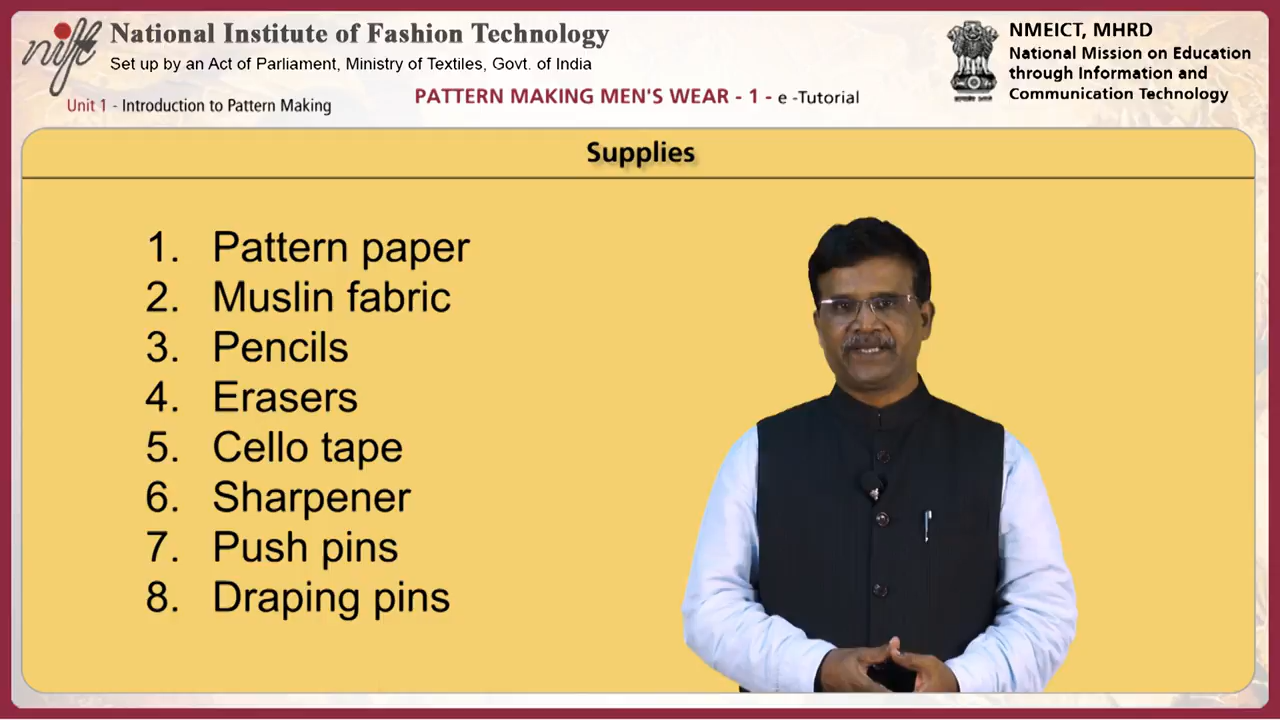 nift
National Institute of Fashion Technology
Set up by an Act of Parliament, Ministry of Textiles, Govt. of India
Unit 1 - Introduction to Pattern Making
PATTERN MAKING MEN'S WEAR - 1 - e -Tutorial
NMEICT, MHRD
National Mission on Education
through Information and
Communication Technology
Supplies
1. Pattern paper
2. Muslin fabric
3. Pencils
4. Erasers
5. Cello tape
6. Sharpener
7. Push pins
8. Draping pins